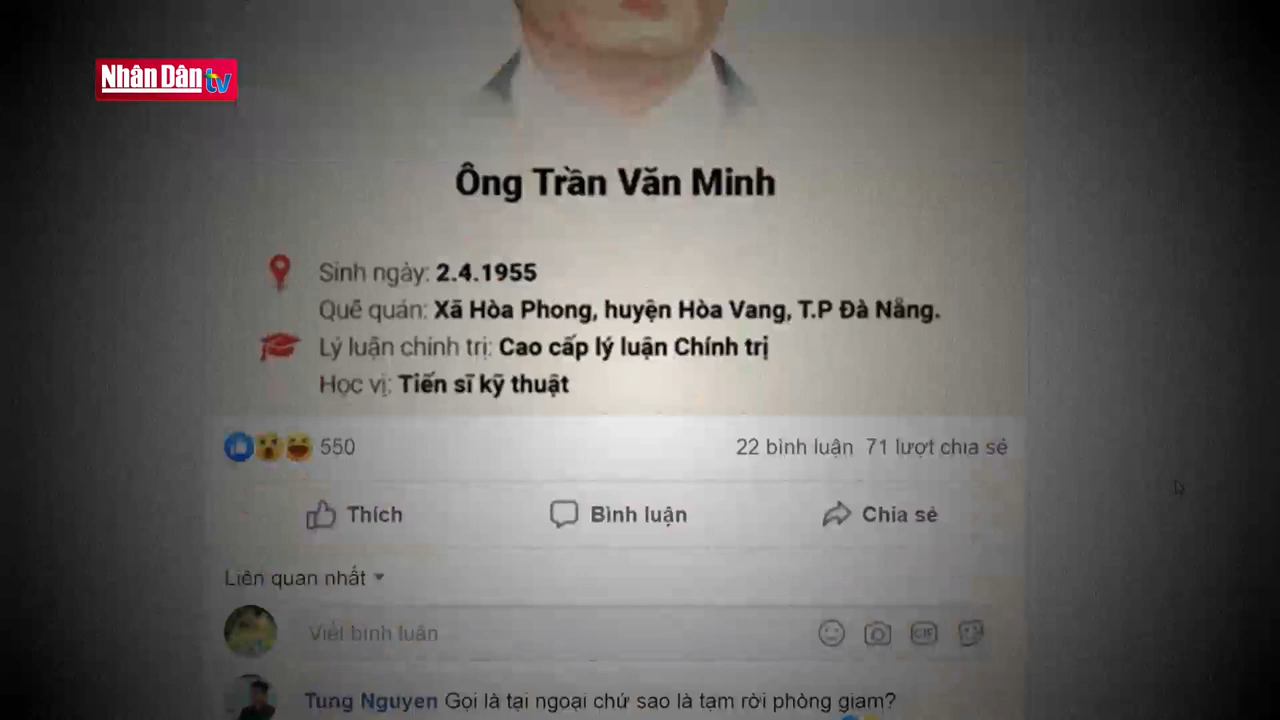 Nhân Dân tv
Ông Trần Văn Minh
Sinh ngày: 2.4.1955
Quê quán: Xã Hòa Phong, huyện Hòa Vang, T.P Đà Nẵng.
Lý luận chính trị: Cao cấp lý luận Chính trị
Học vị: Tiến sĩ kỹ thuật
550
22 bình luận 71 lượt chia sẻ
Thích
Bình luận
Chia sẻ
Liên quan nhất
Viết bình luận
GIF
Tung Nguyen Gọi là tại ngoại chứ sao là tạm rời phòng giam?